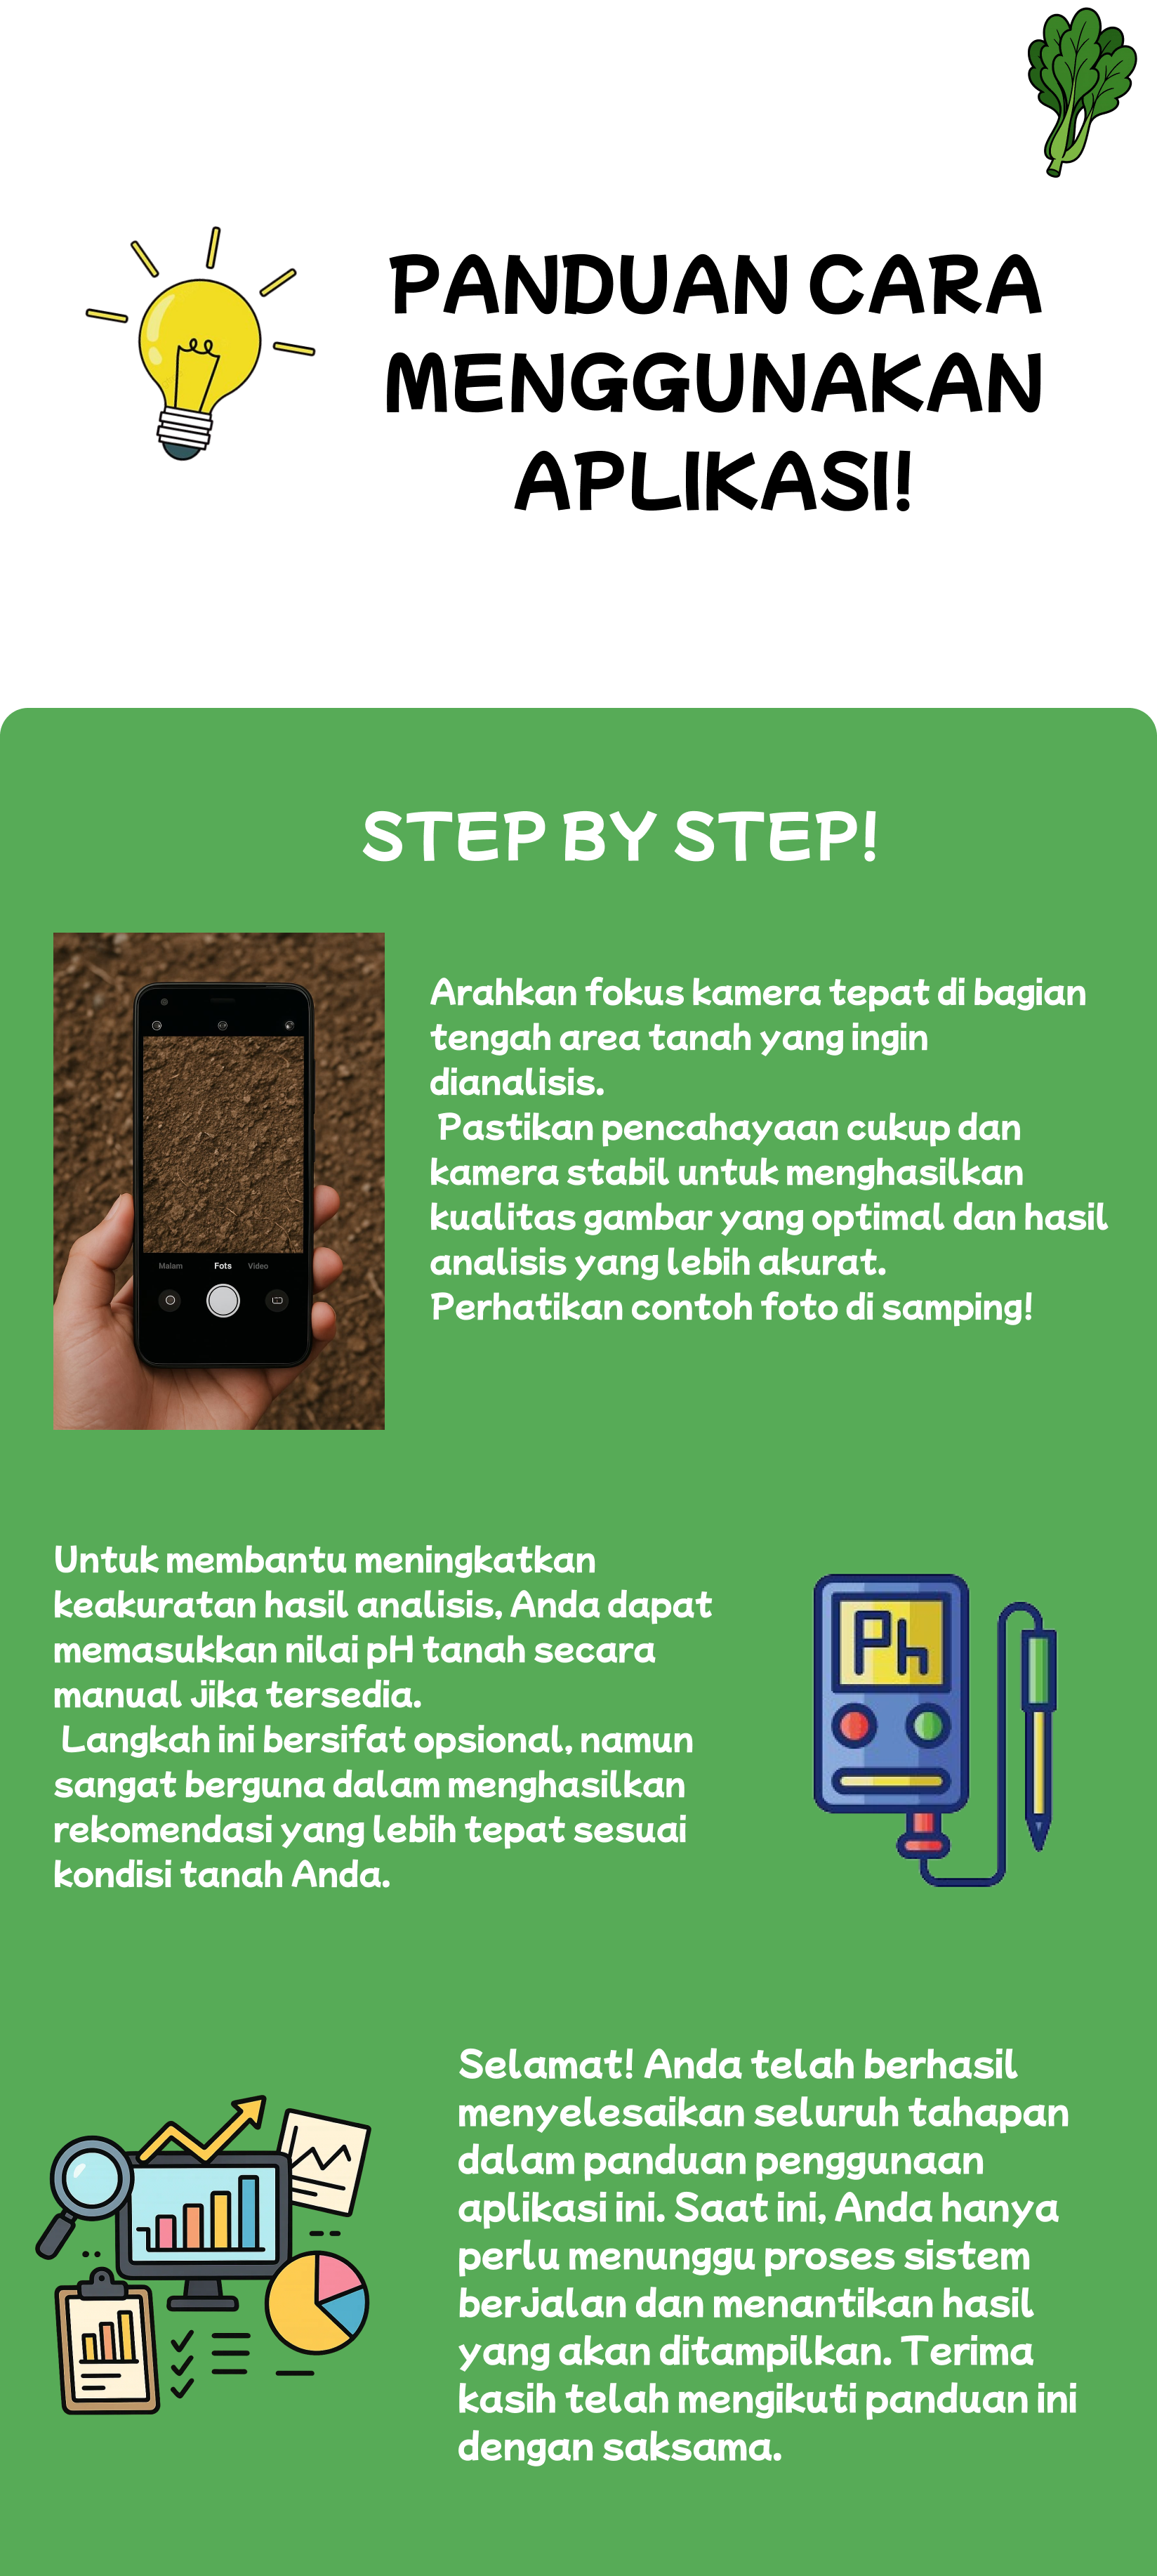 PANDUAN CARA
MENGGUNAKAN
APLIKASI!
STEP BY STEP!
Arahkan fokus kamera tepat di bagian
tengah area tanah yang ingin
dianalisis.
Pastikan pencahayaan cukup dan
kamera stabil untuk menghasilkan
kualitas gambar yang optimal dan hasil
analisis yang lebih akurat.
Perhatikan contoh foto di samping!
Malam Fots Video
Untuk membantu meningkatkan
keakuratan hasil analisis, Anda dapat
memasukkan nilai pH tanah secara
manual jika tersedia.
Langkah ini bersifat opsional, namun
sangat berguna dalam menghasilkan
rekomendasi yang lebih tepat sesuai
kondisi tanah Anda.
Ph
Selamat! Anda telah berhasil
menyelesaikan seluruh tahapan
dalam panduan penggunaan
aplikasi ini. Saat ini, Anda hanya
perlu menunggu proses sistem
berjalan dan menantikan hasil
yang akan ditampilkan. Terima
kasih telah mengikuti panduan ini
dengan saksama.